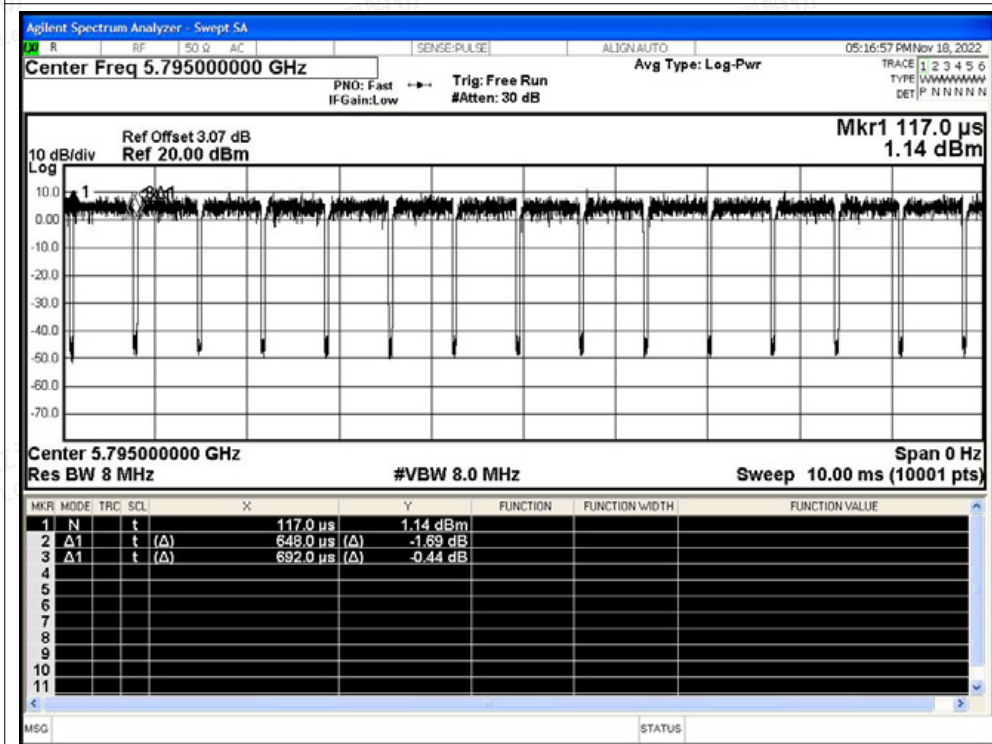 Agilent Spectrum Analyzer - Swept SA
LXI R RF 50 Ω AC SENSE:PULSE ALIGN AUTO 05:16:57 PM Nov 18, 2022
Center Freq 5.795000000 GHz Avg Type: Log-Pwr TRACE 1 2 3 4 5 6
PNO: Fast Trig: Free Run TYPE WWWWWW
IFGain:Low #Atten: 30 dB DET P N N N N N
Mkr1 117.0 µs
Ref Offset 3.07 dB
10 dB/div Ref 20.00 dBm 1.14 dBm
Log
10.0
1
3Δ1
0.00
-10.0
-20.0
-30.0
-40.0
-50.0
-60.0
-70.0
Center 5.795000000 GHz Span 0 Hz
Res BW 8 MHz #VBW 8.0 MHz Sweep 10.00 ms (10001 pts)
MKR MODE TRC SCL X Y FUNCTION FUNCTION WIDTH FUNCTION VALUE
1 N t 117.0 µs 1.14 dBm
2 Δ1 t (Δ) 648.0 µs (Δ) -1.69 dB
3 Δ1 t (Δ) 692.0 µs (Δ) -0.44 dB
4
5
6
7
8
9
10
11
MSG STATUS